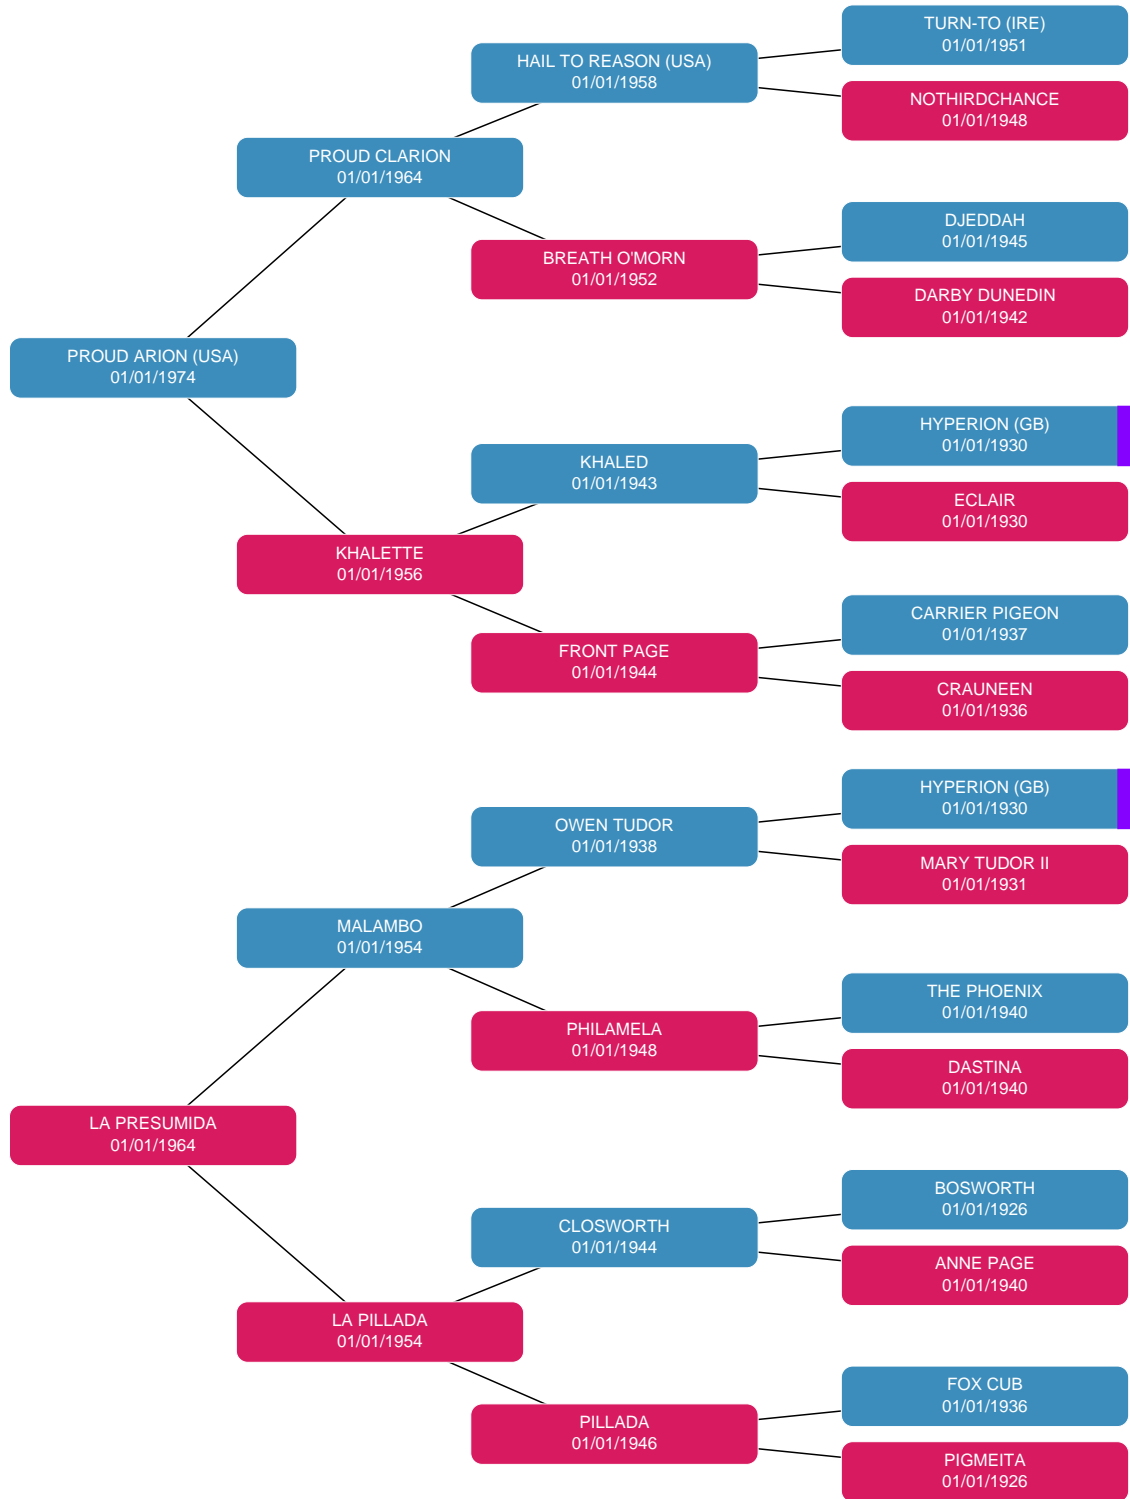 TURN-TO (IRE)
01/01/1951
HAIL TO REASON (USA)
01/01/1958
NOTHIRDCHANCE
01/01/1948
PROUD CLARION
01/01/1964
DJEDDAH
01/01/1945
BREATH O'MORN
01/01/1952
DARBY DUNEDIN
01/01/1942
PROUD ARION (USA)
01/01/1974
HYPERION (GB)
01/01/1930
KHALED
01/01/1943
ECLAIR
01/01/1930
KHALETTE
01/01/1956
CARRIER PIGEON
01/01/1937
FRONT PAGE
01/01/1944
CRAUNEEN
01/01/1936
HYPERION (GB)
01/01/1930
OWEN TUDOR
01/01/1938
MARY TUDOR II
01/01/1931
MALAMBO
01/01/1954
THE PHOENIX
01/01/1940
PHILAMELA
01/01/1948
DASTINA
01/01/1940
LA PRESUMIDA
01/01/1964
BOSWORTH
01/01/1926
CLOSWORTH
01/01/1944
ANNE PAGE
01/01/1940
LA PILLADA
01/01/1954
FOX CUB
01/01/1936
PILLADA
01/01/1946
PIGMEITA
01/01/1926